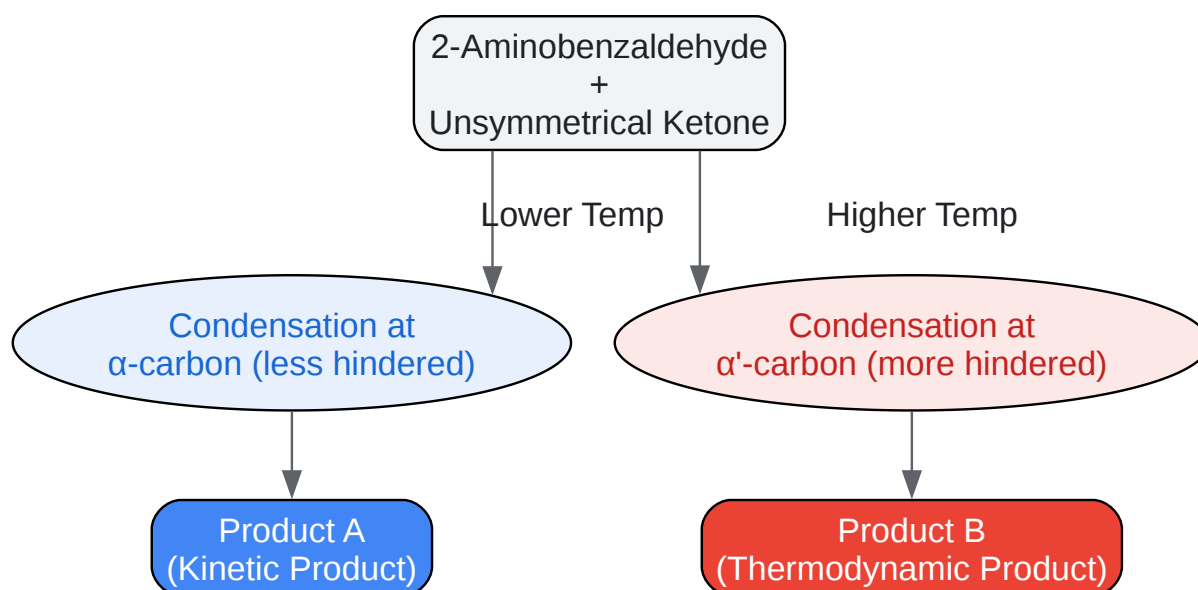 2-Aminobenzaldehyde
+
Unsymmetrical Ketone
Lower Temp
Higher Temp
Condensation at
α-carbon (less hindered)
Condensation at
α'-carbon (more hindered)
Product A
(Kinetic Product)
Product B
(Thermodynamic Product)